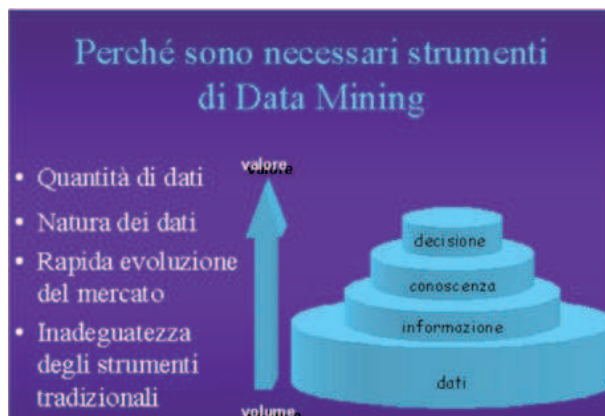 Perché sono necessari strumenti
di Data Mining
• Quantità di dati
• Natura dei dati
• Rapida evoluzione
del mercato
• Inadeguatezza
degli strumenti
tradizionali
valore
volume
decisione
conoscenza
informazione
dati